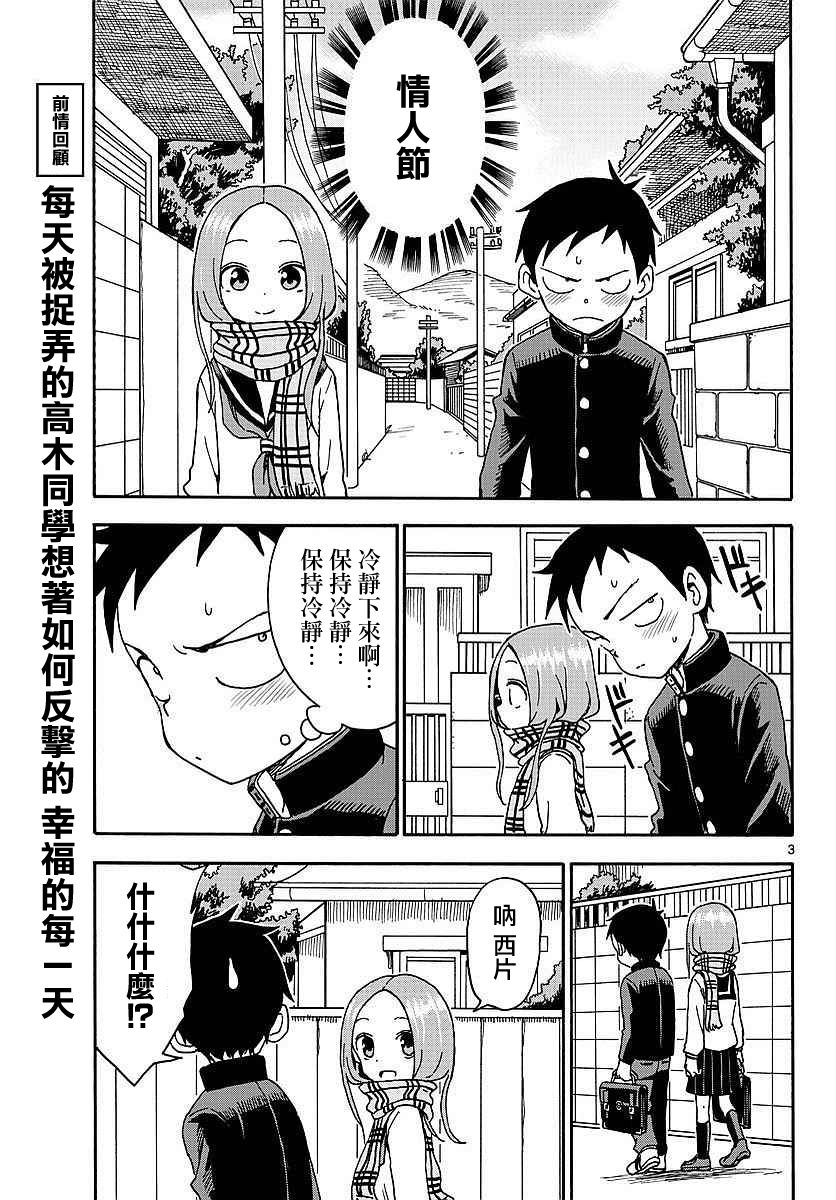 前情回顧
每天被捉弄的高木同學想著如何反擊的 幸福的每一天
情人節
ドキ
ドキ
冷靜下來啊…
保持冷靜…
保持冷靜…
3
吶西片
什什什麼!?